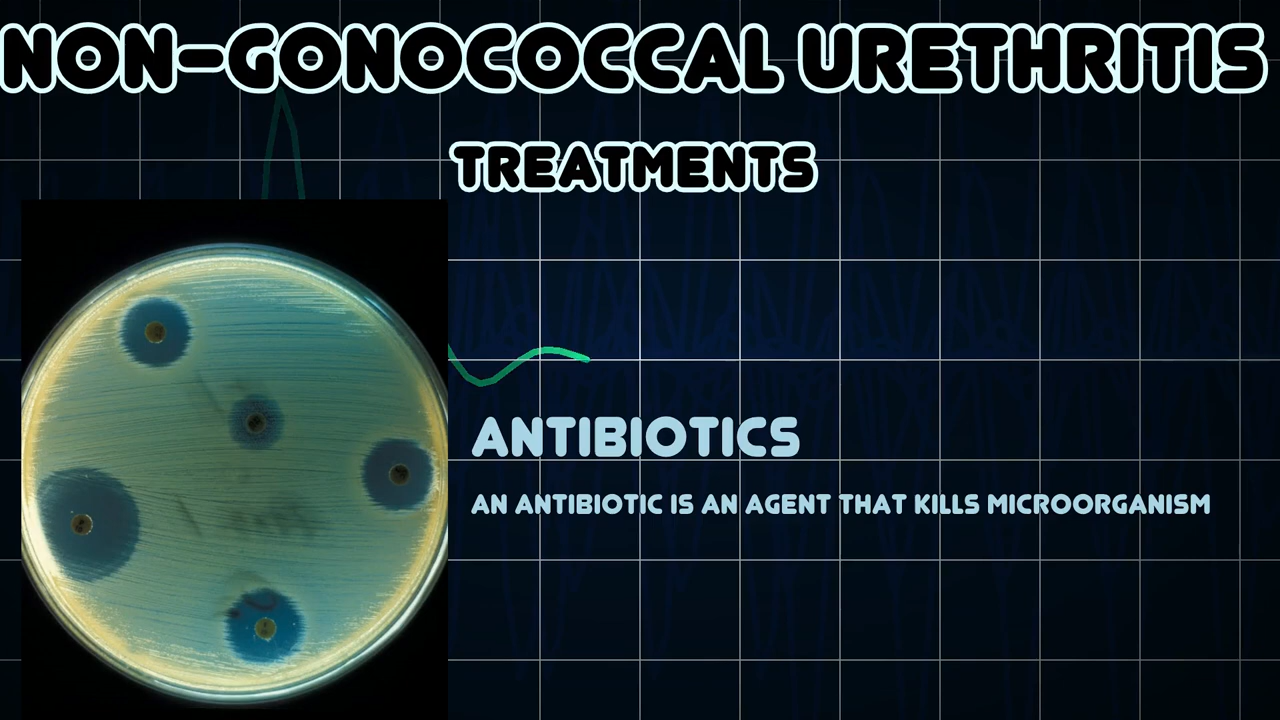 NON-GONOCOCCAL URETHRITIS
TREATMENTS
ANTIBIOTICS
AN ANTIBIOTIC IS AN AGENT THAT KILLS MICROORGANISM